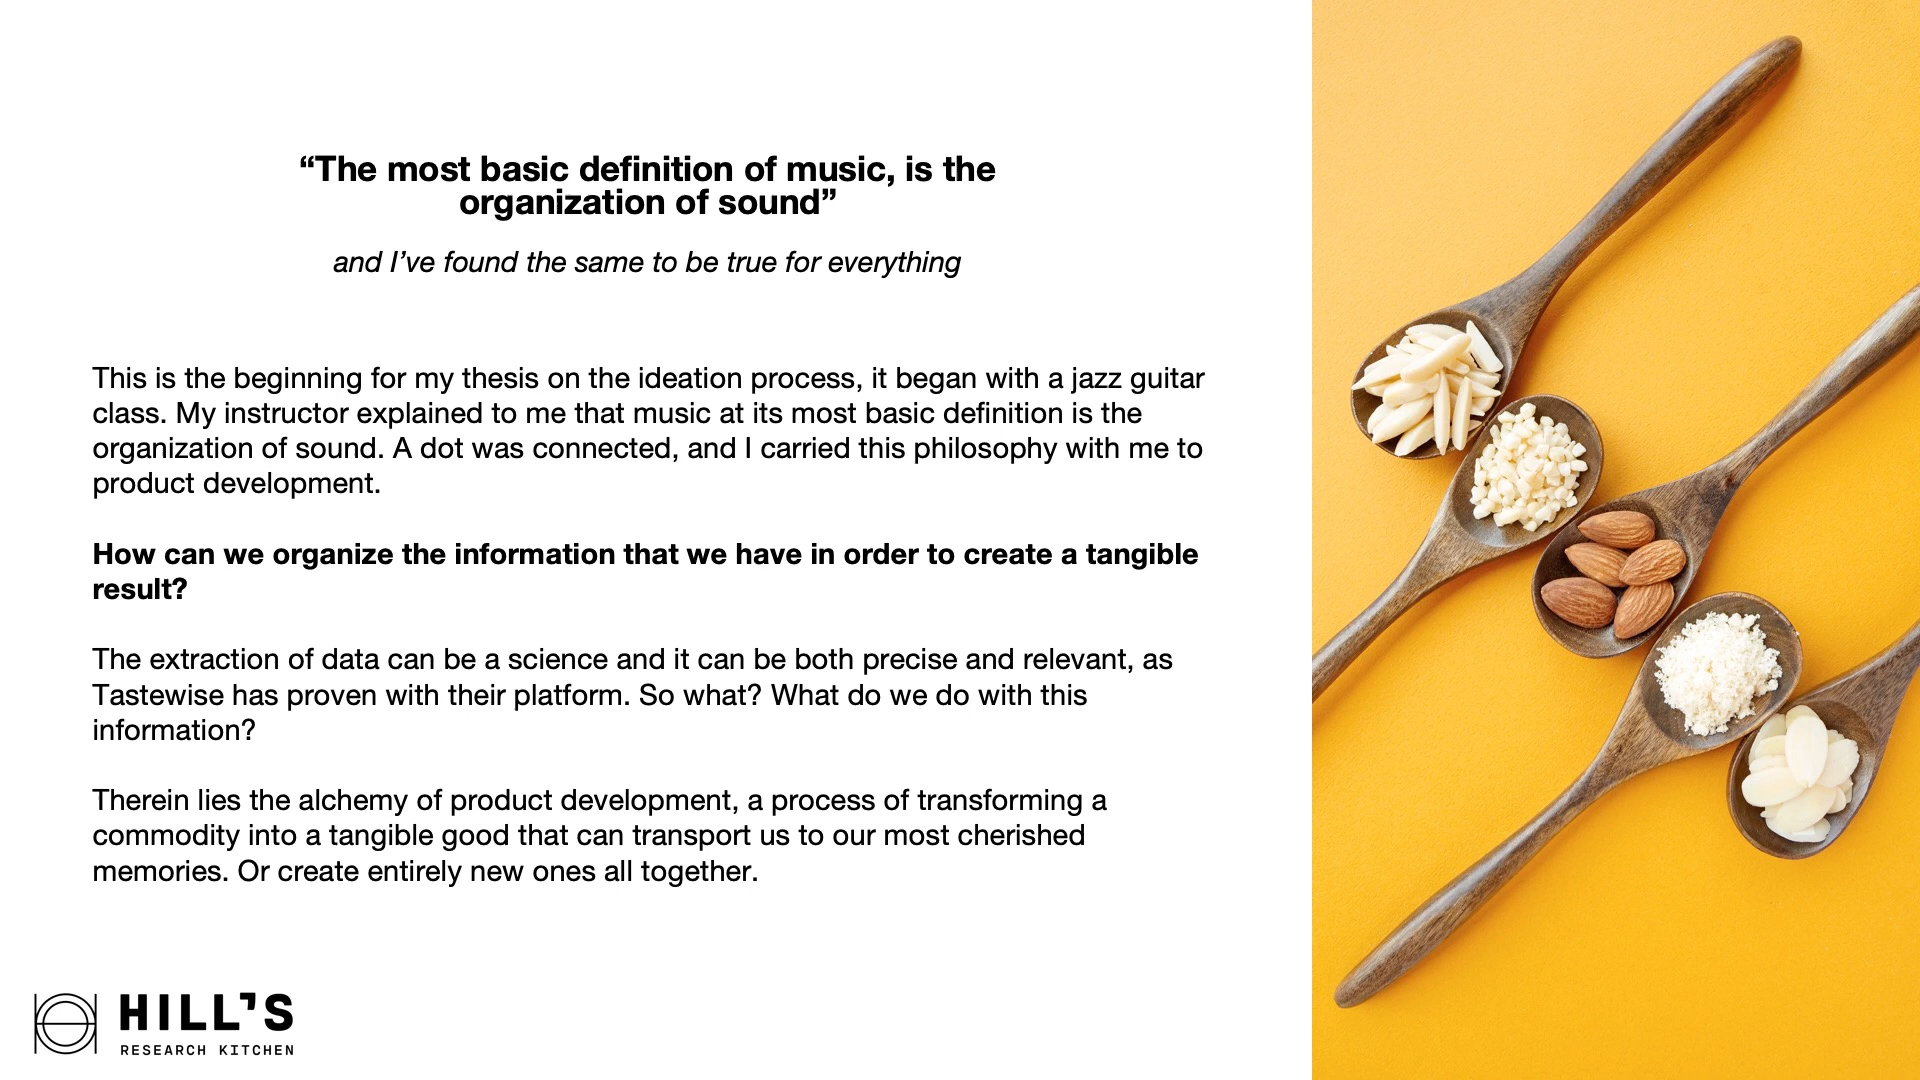 “The most basic definition of music, is the
organization of sound”
and I’ve found the same to be true for everything
This is the beginning for my thesis on the ideation process, it began with a jazz guitar
class. My instructor explained to me that music at its most basic definition is the
organization of sound. A dot was connected, and I carried this philosophy with me to
product development.
How can we organize the information that we have in order to create a tangible
result?
The extraction of data can be a science and it can be both precise and relevant, as
Tastewise has proven with their platform. So what? What do we do with this
information?
Therein lies the alchemy of product development, a process of transforming a
commodity into a tangible good that can transport us to our most cherished
memories. Or create entirely new ones all together.
HILL’S
RESEARCH KITCHEN